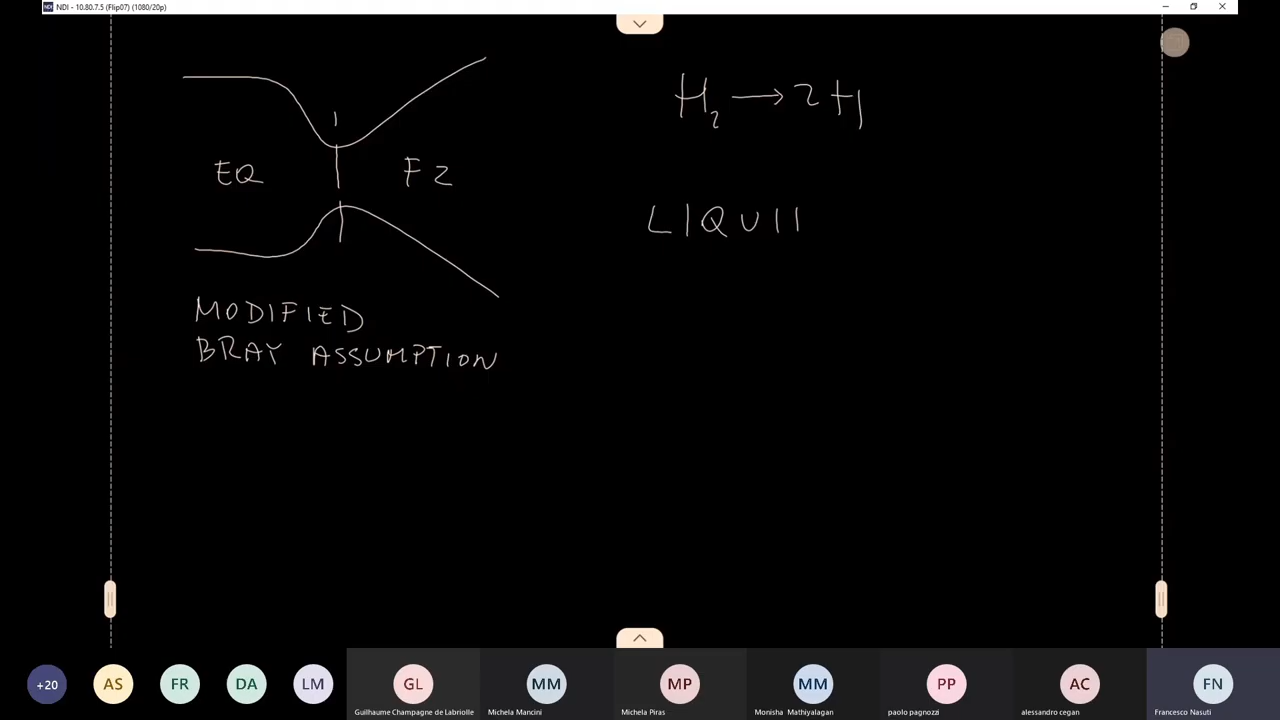 NDI - 10.80.7.5 (Flip07) (1080/20p)
H2 → 2H
EQ
FZ
LIQUI
MODIFIED
BRAY ASSUMPTION
+20
AS
FR
DA
LM
GL
MM
MP
MM
PP
AC
FN
Guilhaume Champagne de Labriolle
Michela Mancini
Michela Piras
Monisha Mathiyalagan
paolo pagnozzi
alessandro cegan
Francesco Nasuti